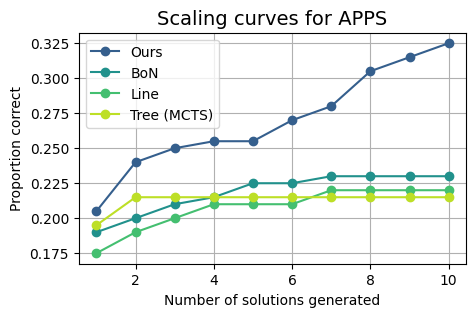 Scaling curves for APPS
Proportion correct
0.325
0.300
0.275
0.250
0.225
0.200
0.175
Ours
BoN
Line
Tree (MCTS)
2 4 6 8 10
Number of solutions generated